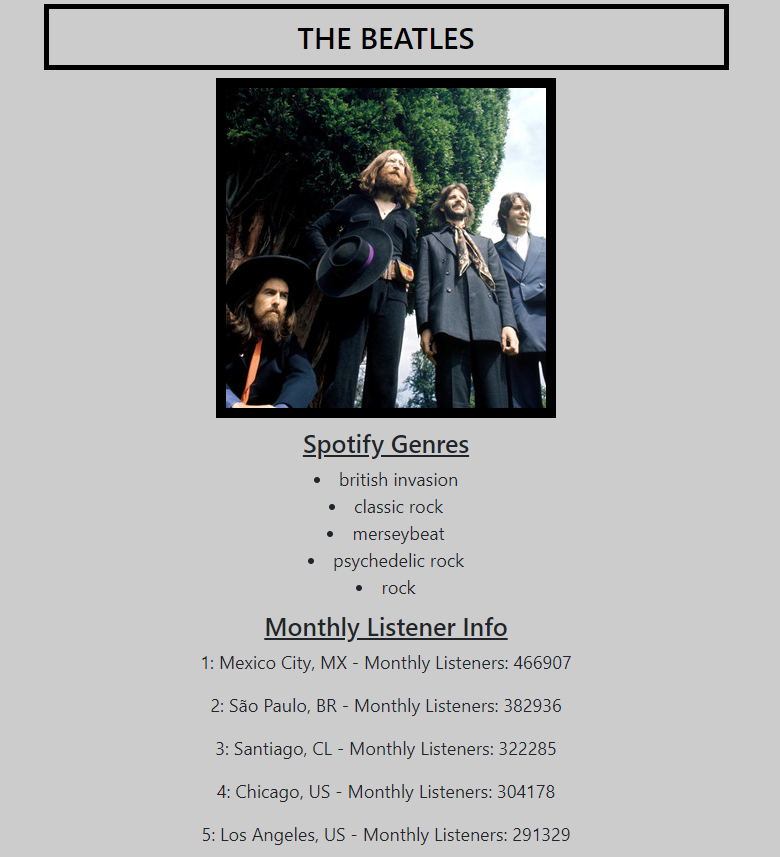 THE BEATLES
Spotify Genres
• british invasion
• classic rock
• merseybeat
• psychedelic rock
• rock
Monthly Listener Info
1: Mexico City, MX - Monthly Listeners: 466907
2: São Paulo, BR - Monthly Listeners: 382936
3: Santiago, CL - Monthly Listeners: 322285
4: Chicago, US - Monthly Listeners: 304178
5: Los Angeles, US - Monthly Listeners: 291329